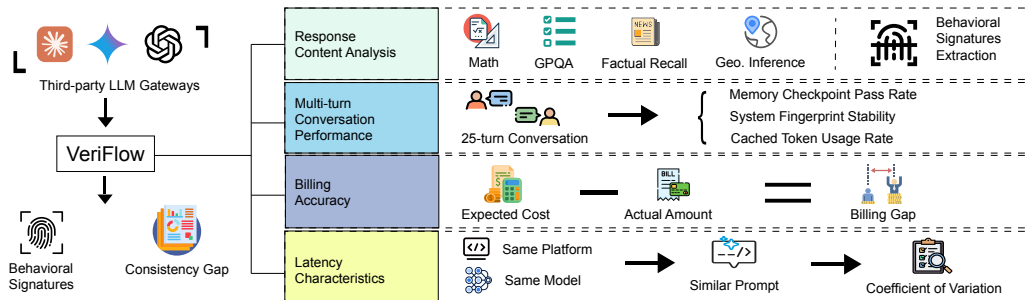 Third-party LLM Gateways
VeriFlow
Behavioral
Signatures
Consistency Gap
Response
Content Analysis
Math
GPQA
NEWS
Factual Recall
Geo. Inference
Behavioral
Signatures
Extraction
Multi-turn
Conversation
Performance
25-turn Conversation
Memory Checkpoint Pass Rate
System Fingerprint Stability
Cached Token Usage Rate
Billing
Accuracy
Expected Cost
BILL
Actual Amount
Billing Gap
Latency
Characteristics
Same Platform
Same Model
Similar Prompt
Coefficient of Variation